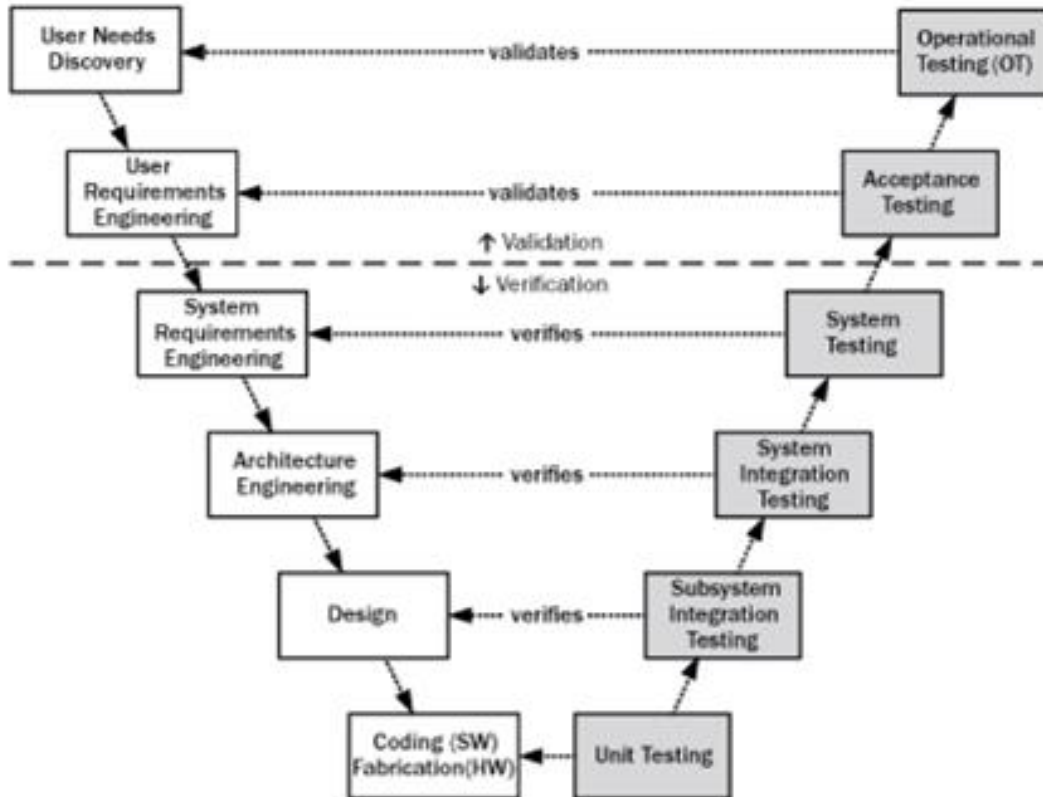 User Needs
Discovery
validates
Operational
Testing (OT)
User
Requirements
Engineering
validates
Acceptance
Testing
↑ Validation
↓ Verification
System
Requirements
Engineering
verifies
System
Testing
Architecture
Engineering
verifies
System
Integration
Testing
Design
verifies
Subsystem
Integration
Testing
Coding (SW)
Fabrication(HW)
Unit Testing